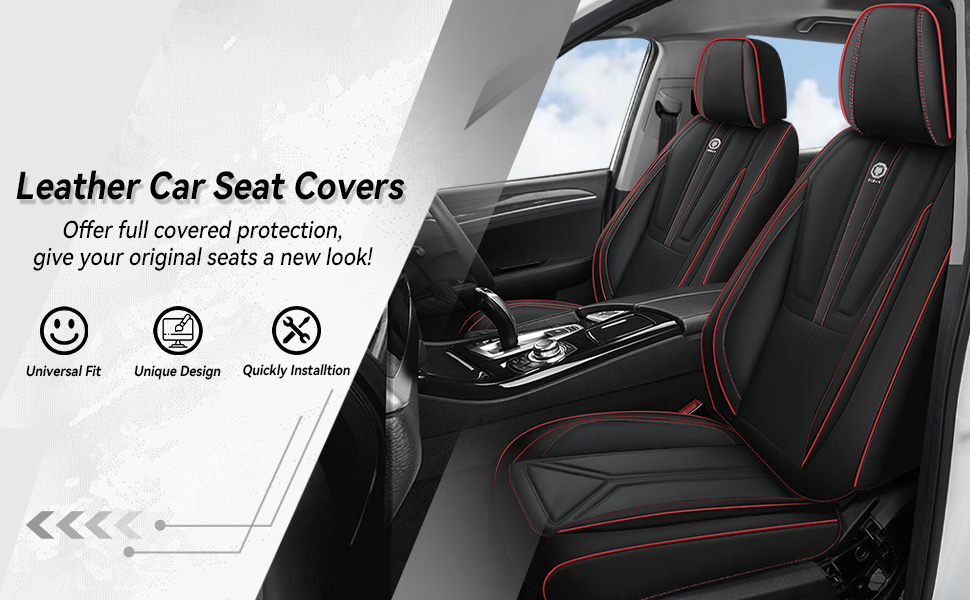 Leather Car Seat Covers
Offer full covered protection,
give your original seats a new look!
Universal Fit
Unique Design
Quickly Installtion